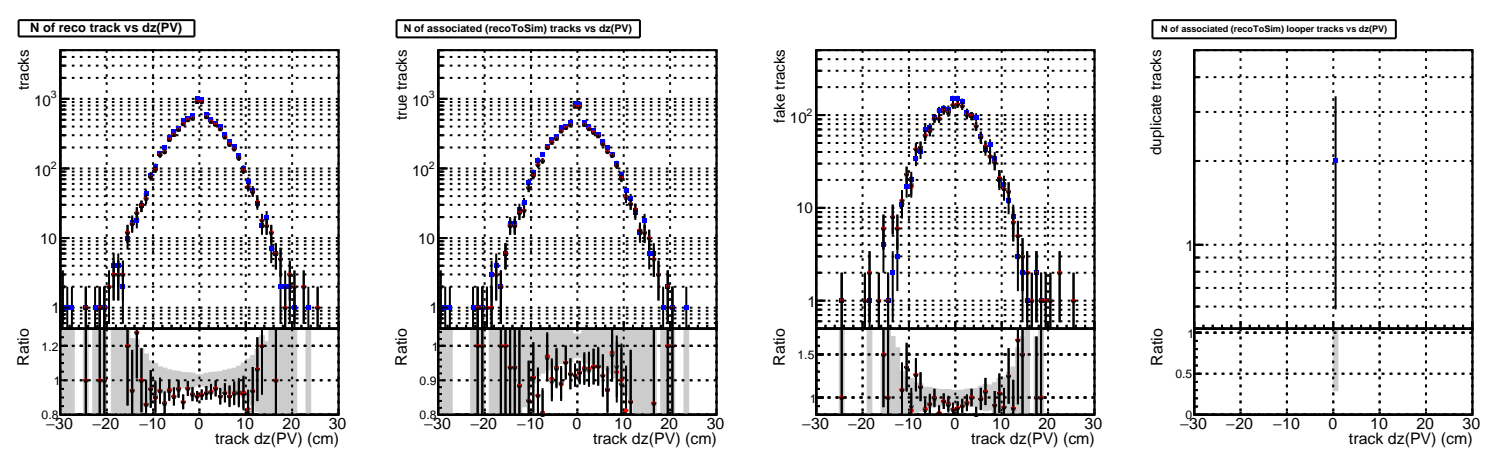 N of reco track vs dz(PV)
tracks
10³
10²
10
1
Ratio
1.2
1
0.8
−30 −20 −10 0 10 20 30
track dz(PV) (cm)
N of associated (recoToSim) tracks vs dz(PV)
true tracks
10³
10²
10
1
Ratio
1
0.9
0.8
−30 −20 −10 0 10 20 30
track dz(PV) (cm)
fake tracks
10²
10
1
Ratio
1.5
1
−30 −20 −10 0 10 20 30
track dz(PV) (cm)
N of associated (recoToSim) looper tracks vs dz(PV)
duplicate tracks
1
Ratio
1
0.5
0
−30 −20 −10 0 10 20 30
track dz(PV) (cm)